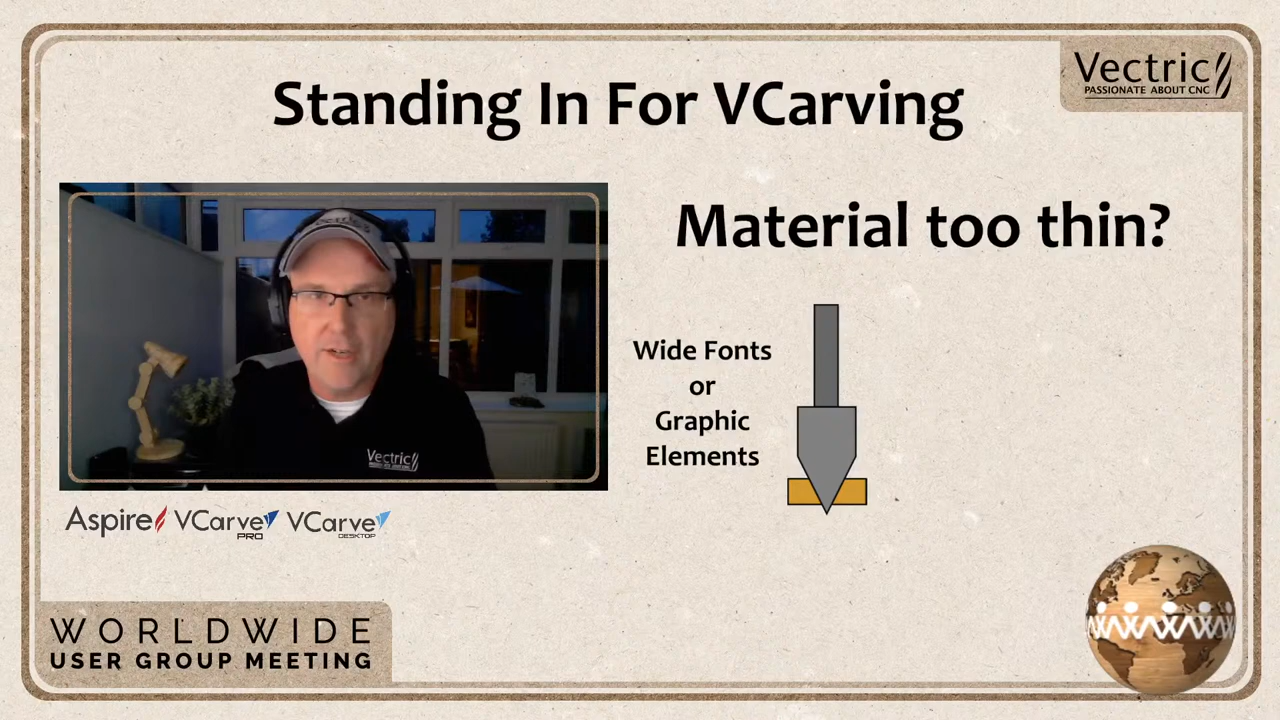 Vectric
PASSIONATE ABOUT CNC
Standing In For VCarving
Material too thin?
Wide Fonts
or
Graphic
Elements
Vectric
Aspire VCarve VCarve
PRO DESKTOP
WORLDWIDE
USER GROUP MEETING